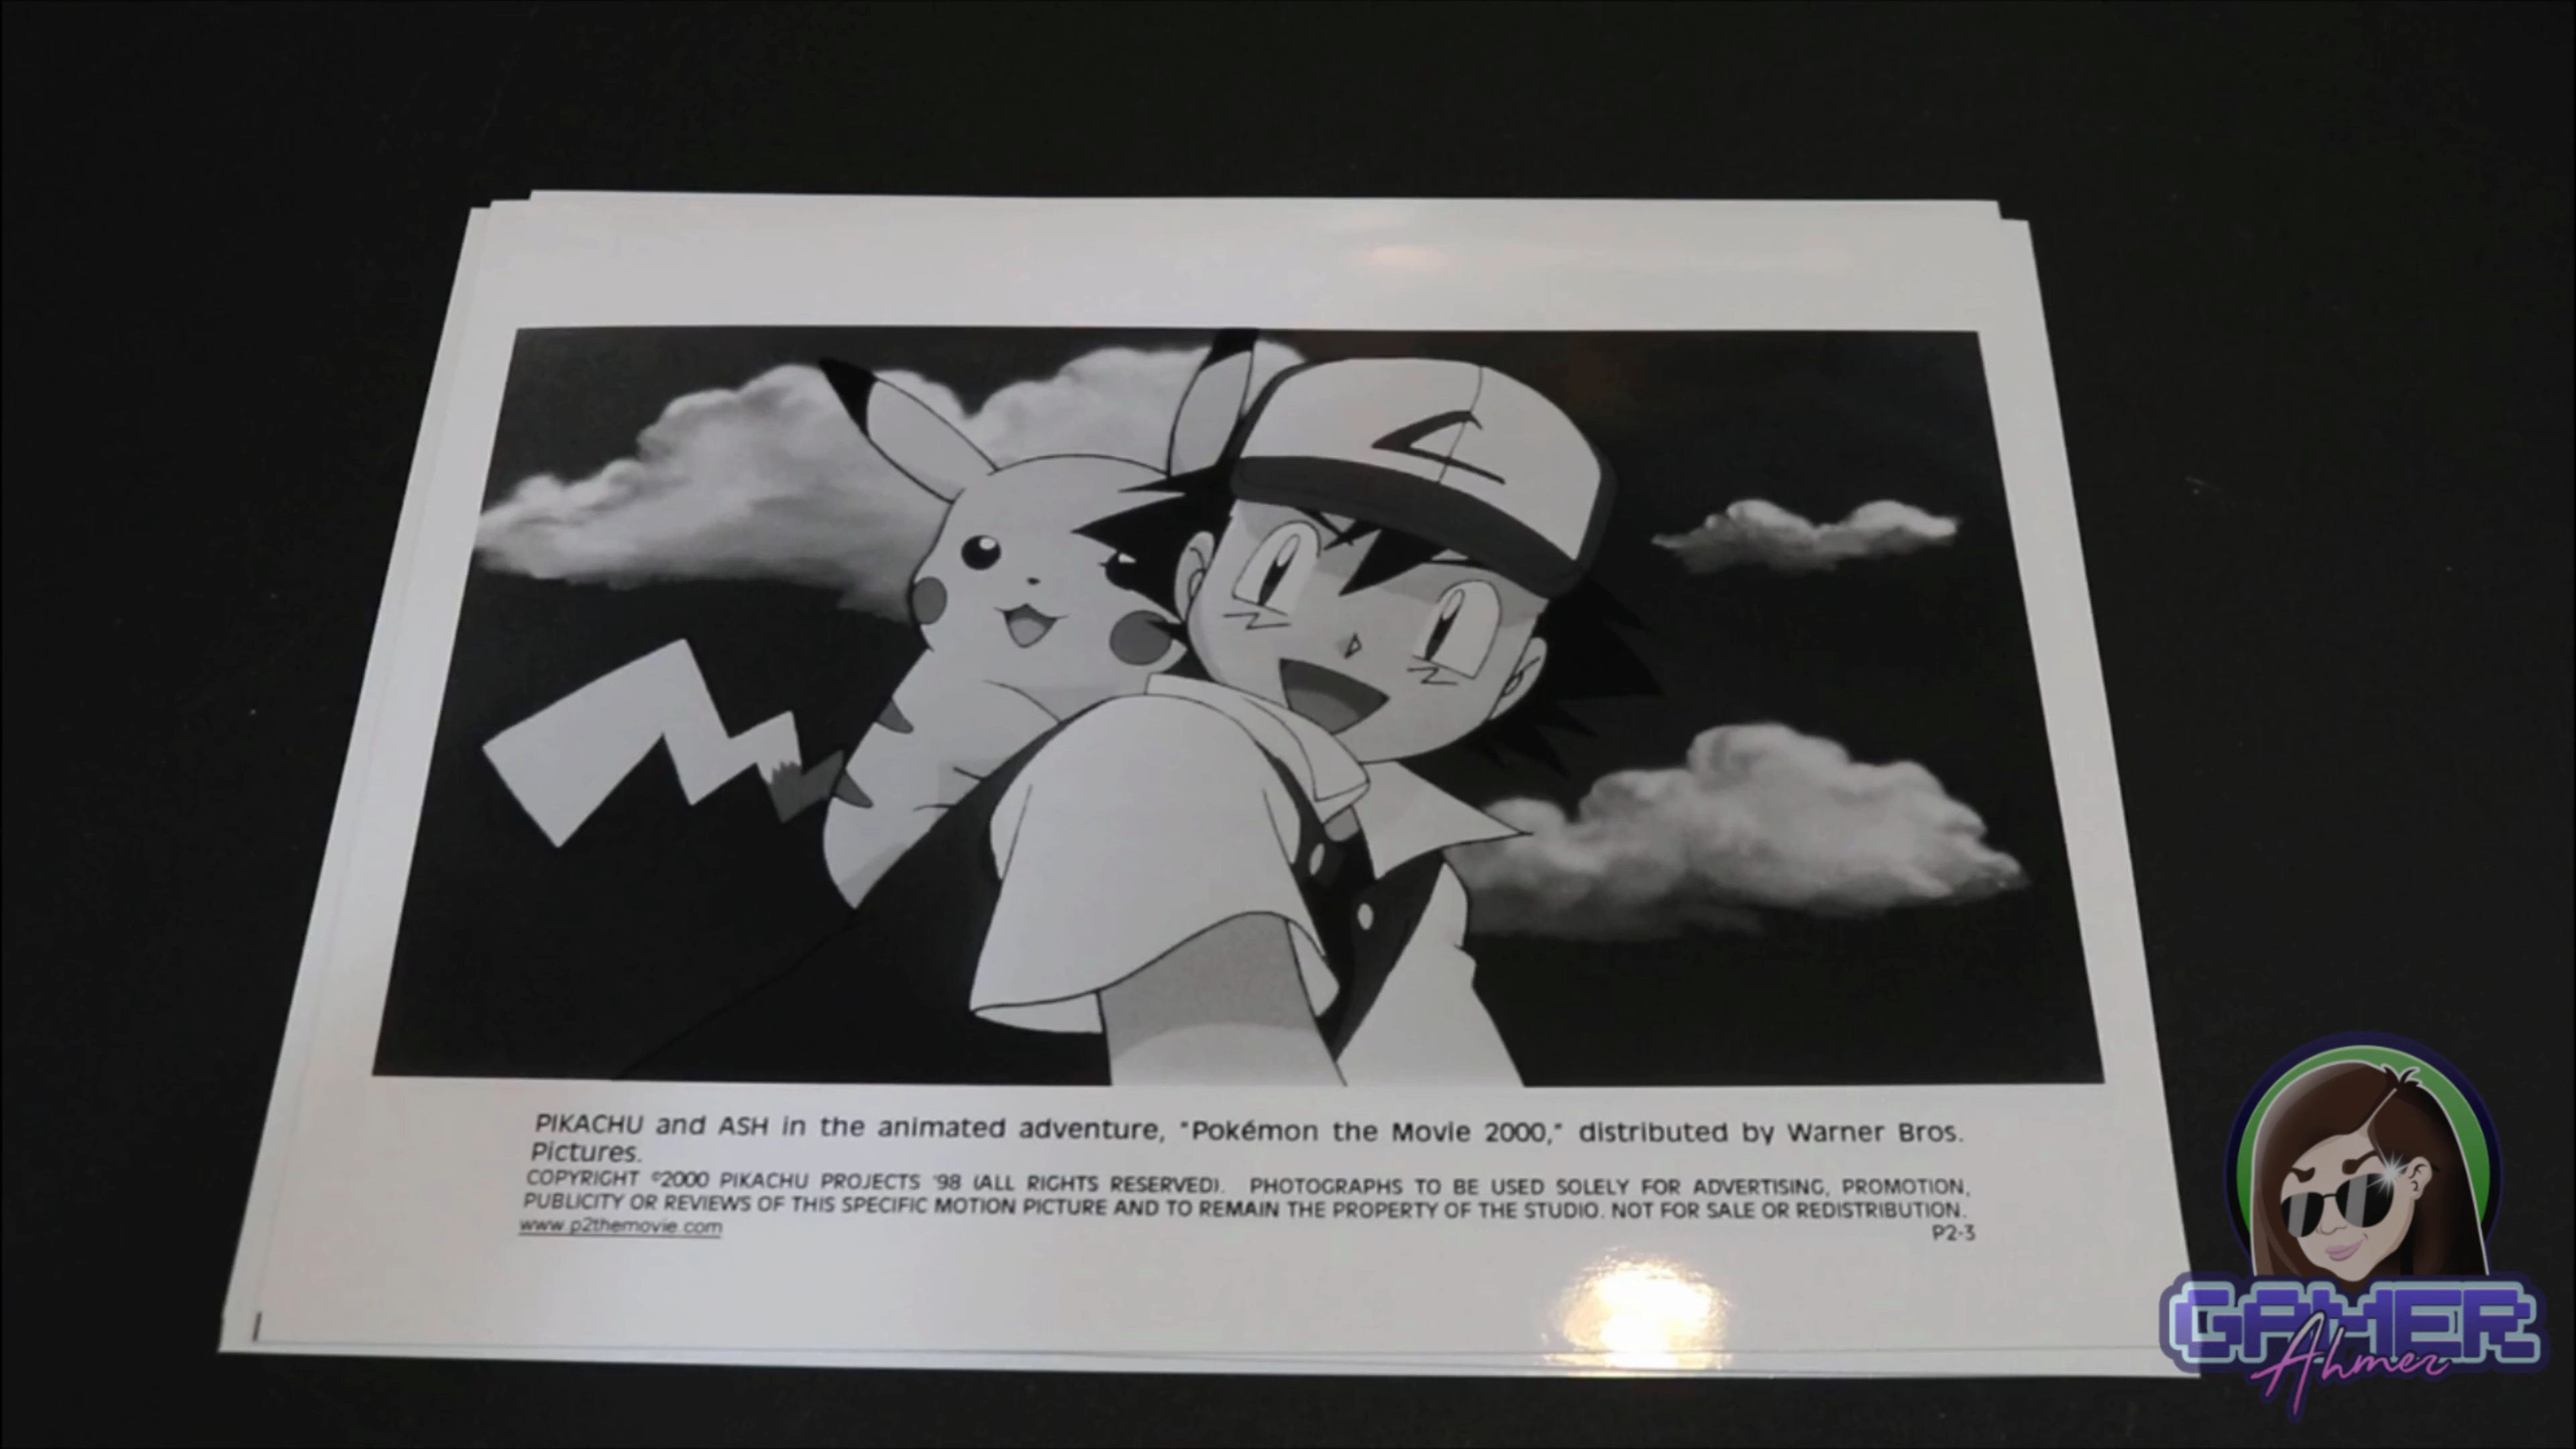 PIKACHU and ASH in the animated adventure, "Pokémon the Movie 2000," distributed by Warner Bros.
Pictures.
COPYRIGHT ©2000 PIKACHU PROJECTS '98 (ALL RIGHTS RESERVED). PHOTOGRAPHS TO BE USED SOLELY FOR ADVERTISING, PROMOTION,
PUBLICITY OR REVIEWS OF THIS SPECIFIC MOTION PICTURE AND TO REMAIN THE PROPERTY OF THE STUDIO. NOT FOR SALE OR REDISTRIBUTION.
www.p2themovie.com
P2-3
GAMER
Ahmer